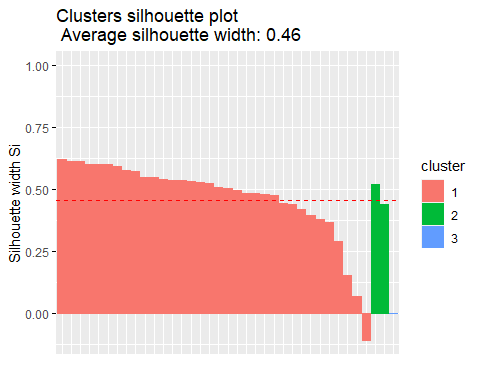 Clusters silhouette plot
Average silhouette width: 0.46
1.00
0.75
0.50
0.25
0.00
Silhouette width Si
cluster
1
2
3